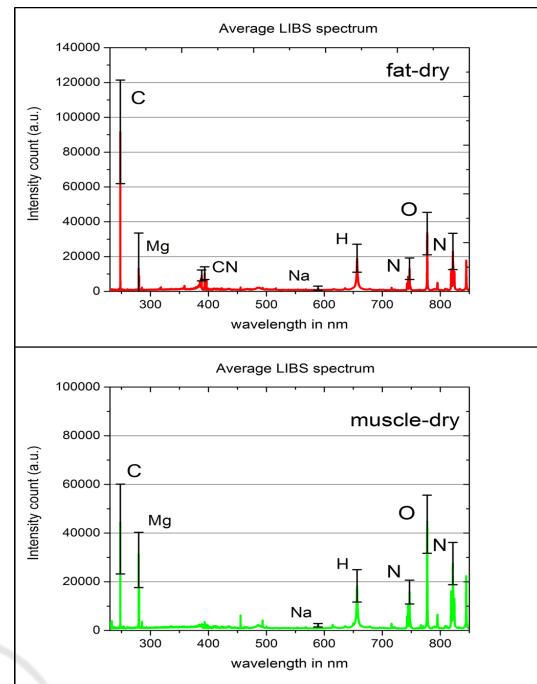 Average LIBS spectrum
fat-dry
Intensity count (a.u.)
140000
120000
100000
80000
60000
40000
20000
0
C
Mg
CN
Na
H
N
O
N
300 400 500 600 700 800
wavelength in nm
Average LIBS spectrum
muscle-dry
Intensity count (a.u.)
100000
80000
60000
40000
20000
0
C
Mg
Na
H
N
O
N
300 400 500 600 700 800
wavelength in nm